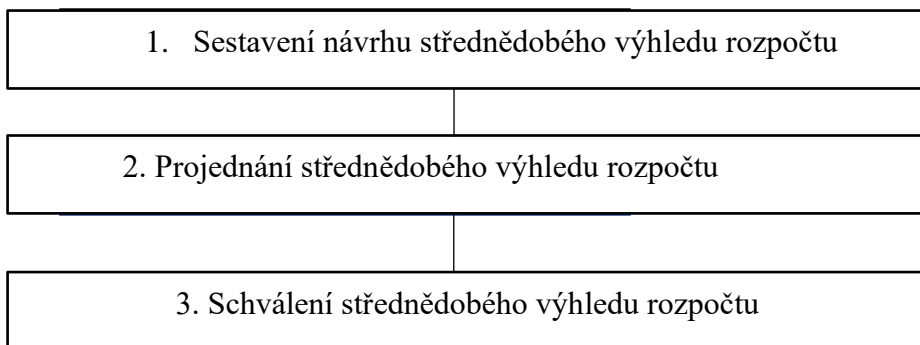 1. Sestavení návrhu střednědobého výhledu rozpočtu
2. Projednání střednědobého výhledu rozpočtu
3. Schválení střednědobého výhledu rozpočtu